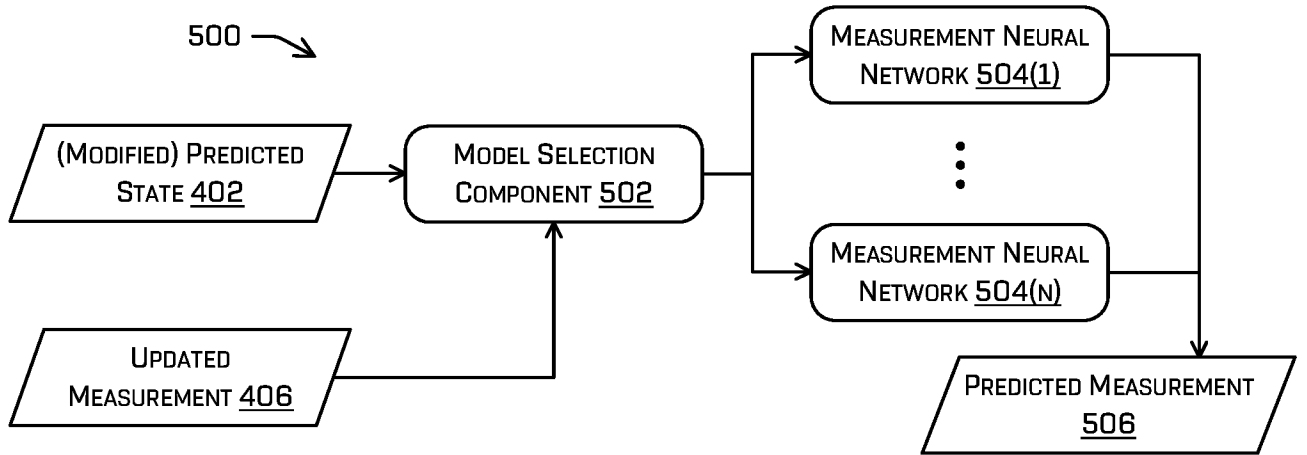 500
(Modified) Predicted
State 402
Model Selection
Component 502
Measurement Neural
Network 504(1)
Measurement Neural
Network 504(n)
Updated
Measurement 406
Predicted Measurement
506